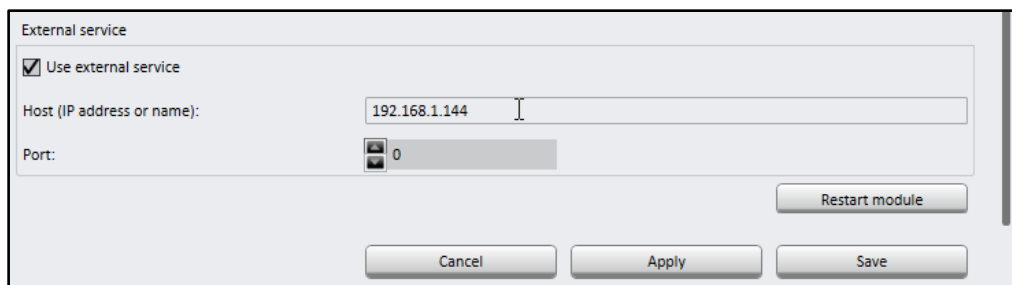 External service
Use external service
Host (IP address or name): 192.168.1.144
Port: 0
Restart module
Cancel Apply Save